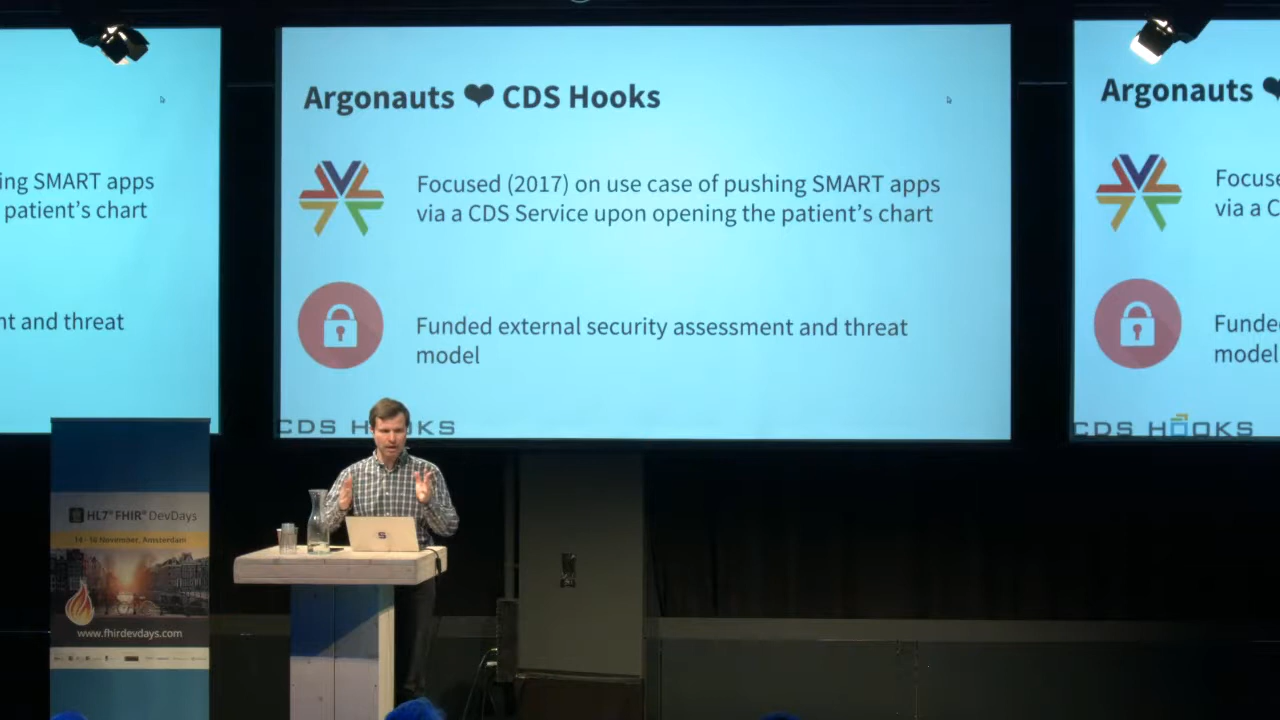 ing SMART apps
patient's chart
nt and threat
Argonauts ❤ CDS Hooks
Focused (2017) on use case of pushing SMART apps
via a CDS Service upon opening the patient's chart
Funded external security assessment and threat
model
CDS H KS
Argonauts
Focuse
via a C
Funde
model
CDS HOOKS
HL7® FHIR® DevDays
14 - 16 November, Amsterdam
www.fhirdevdays.com